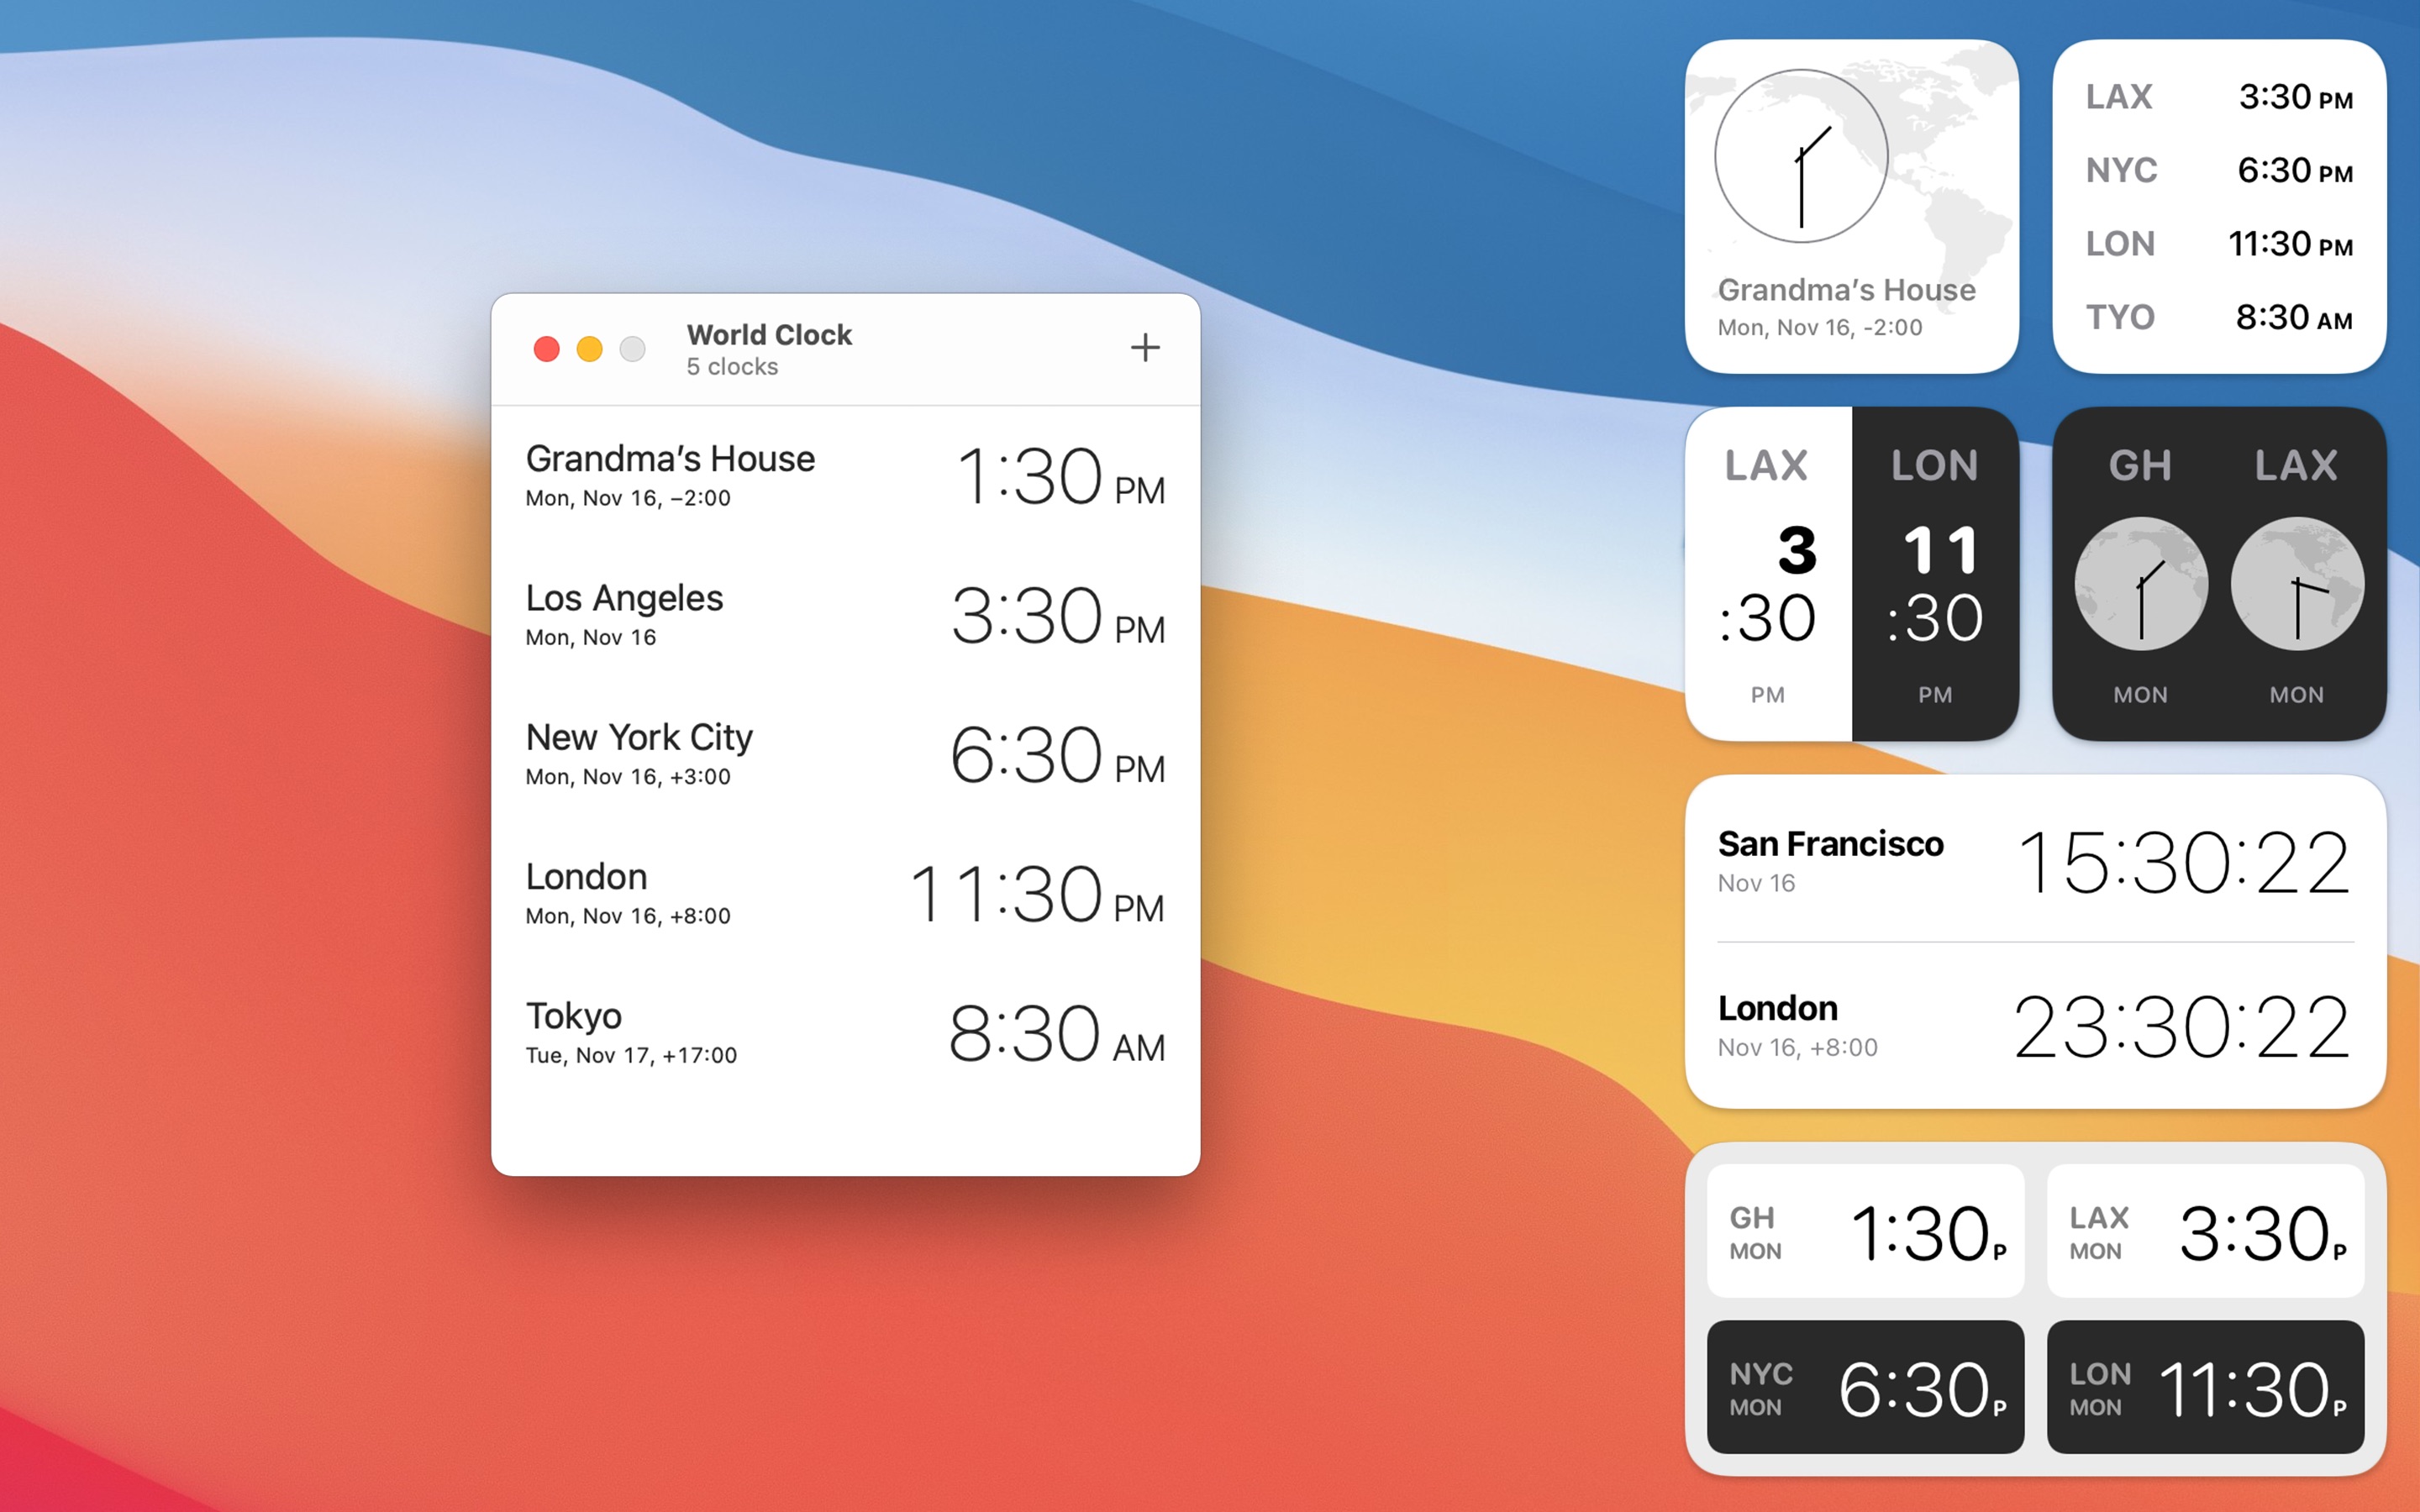 World Clock
5 clocks
+
Grandma’s House
1:30 PM
Mon, Nov 16, −2:00
Los Angeles
3:30 PM
Mon, Nov 16
New York City
6:30 PM
Mon, Nov 16, +3:00
London
11:30 PM
Mon, Nov 16, +8:00
Tokyo
8:30 AM
Tue, Nov 17, +17:00
Grandma’s House
Mon, Nov 16, -2:00
LAX 3:30 PM
NYC 6:30 PM
LON 11:30 PM
TYO 8:30 AM
LAX
3
:30
PM
LON
11
:30
PM
GH LAX
MON MON
San Francisco
Nov 16
15:30:22
London
Nov 16, +8:00
23:30:22
GH
MON
1:30P
LAX
MON
3:30P
NYC
MON
6:30P
LON
MON
11:30P